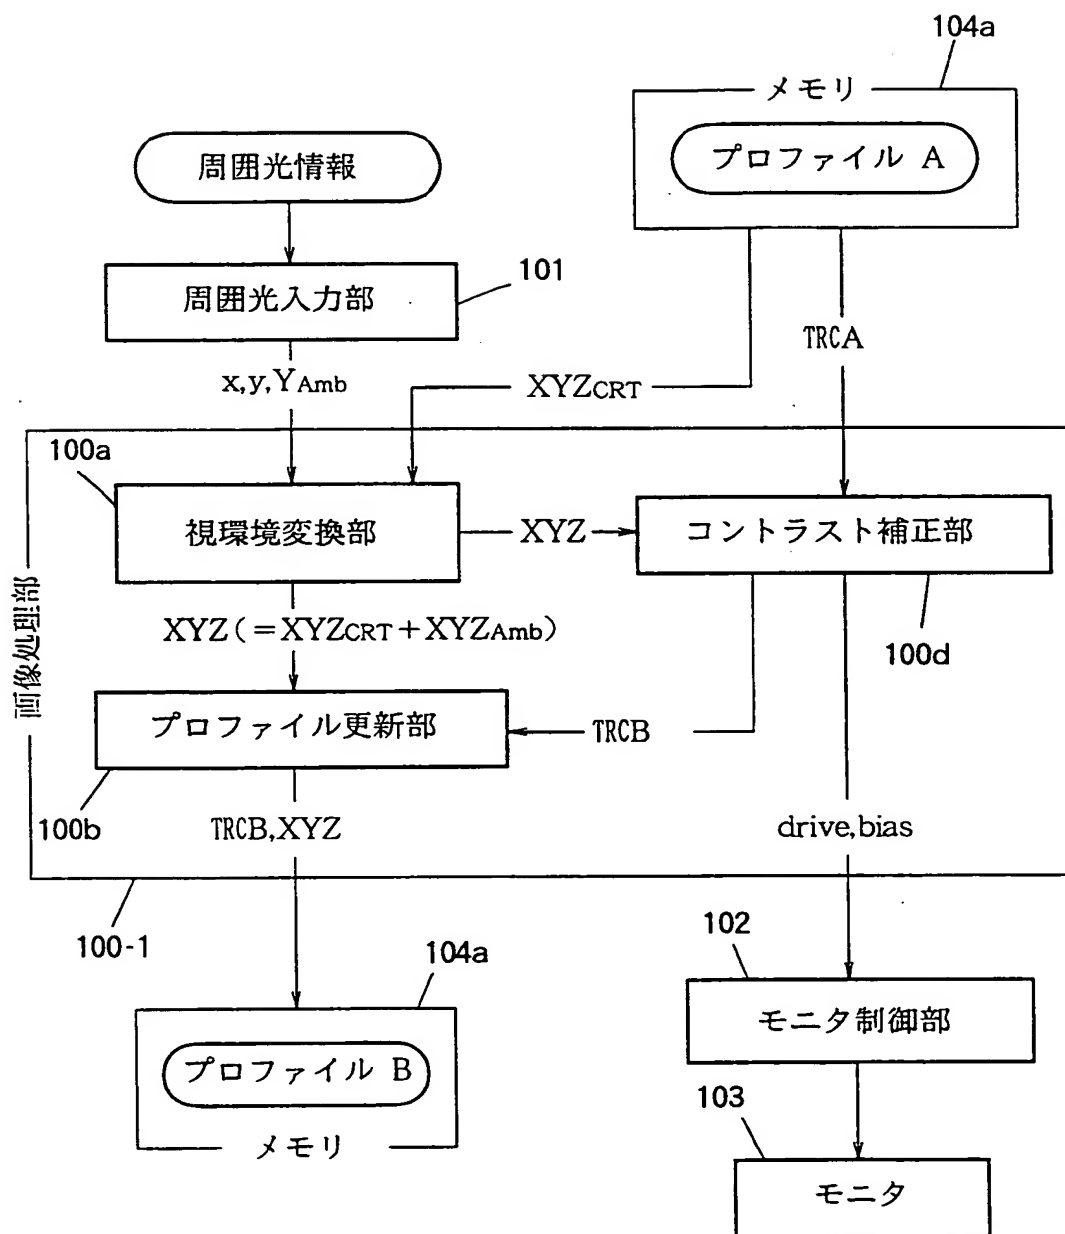 104a
メモリ
プロファイル A
周囲光情報
101
周囲光入力部
TRCA
x,y,YAmb
XYZCRT
100a
視環境変換部
XYZ
コントラスト補正部
画像処理部
XYZ(=XYZCRT+XYZAmb)
100d
プロファイル更新部
TRCB
100b
TRCB,XYZ
drive,bias
100-1
104a
102
モニタ制御部
プロファイル B
メモリ
103
モニタ